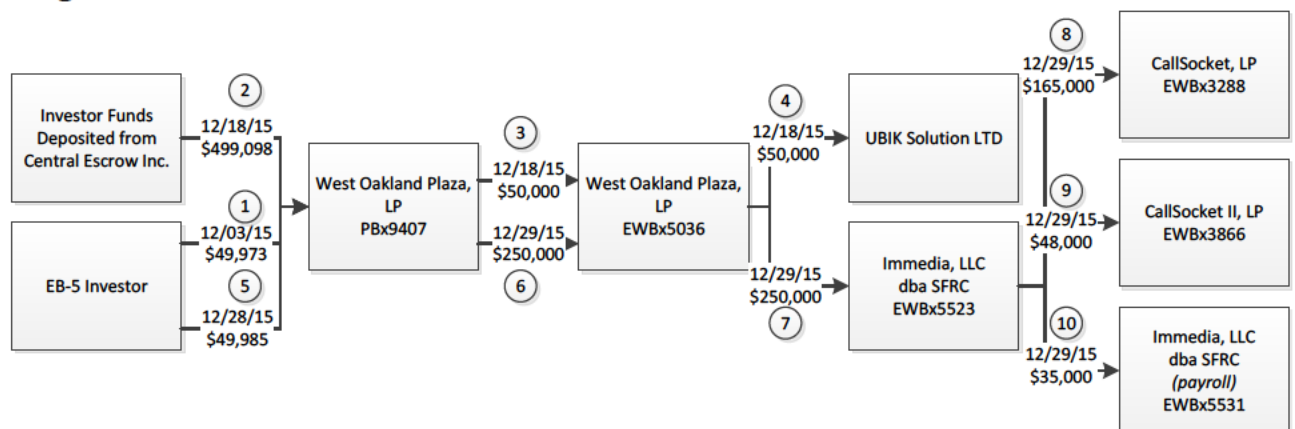 Investor Funds
Deposited from
Central Escrow Inc.
2
12/18/15
$499,098
EB-5 Investor
1
12/03/15
$49,973
5
12/28/15
$49,985
West Oakland Plaza,
LP
PBx9407
3
12/18/15
$50,000
12/29/15
$250,000
6
West Oakland Plaza,
LP
EWBx5036
4
12/18/15
$50,000
12/29/15
$250,000
7
UBIK Solution LTD
Immedia, LLC
dba SFRC
EWBx5523
8
12/29/15
$165,000
9
12/29/15
$48,000
10
12/29/15
$35,000
CallSocket, LP
EWBx3288
CallSocket II, LP
EWBx3866
Immedia, LLC
dba SFRC
(payroll)
EWBx5531